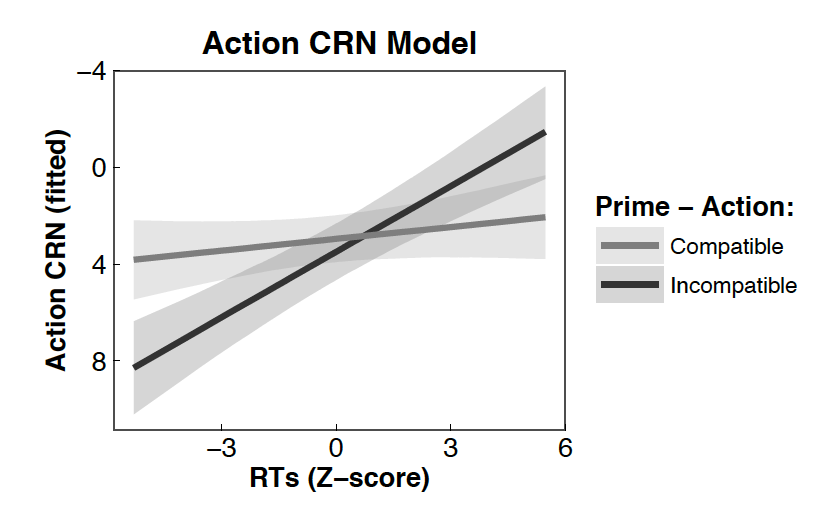 Action CRN Model
Action CRN (fitted)
−4
0
4
8
−3
0
3
6
RTs (Z−score)
Prime − Action:
Compatible
Incompatible